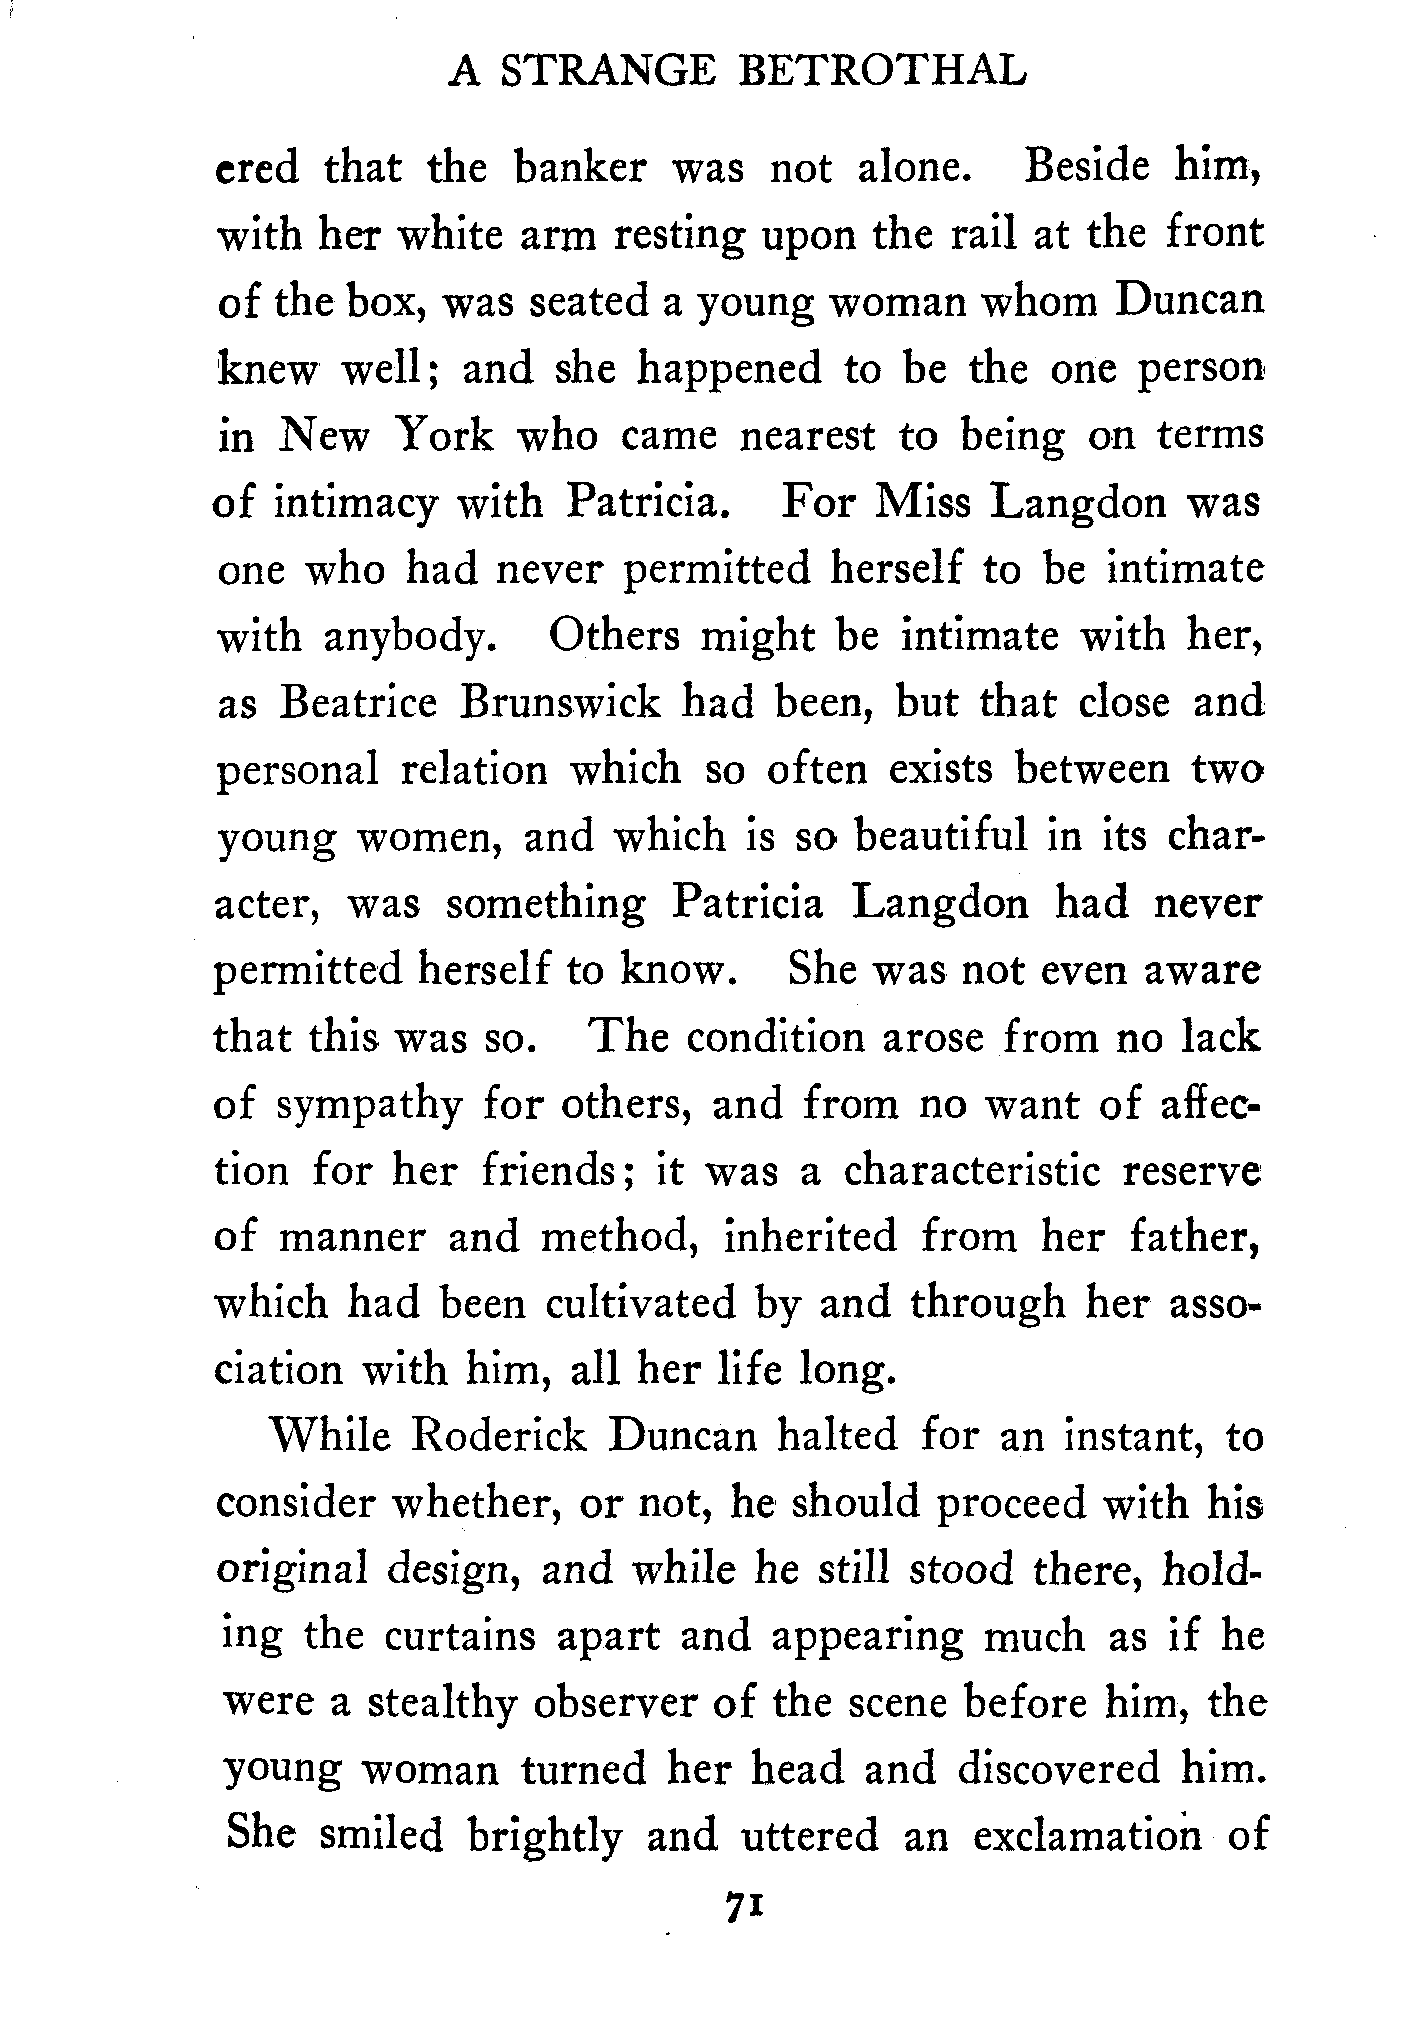 A STRANGE BETROTHAL
ered that the banker was not alone. Beside him,
with her white arm resting upon the rail at the front
of the box, was seated a young woman whom Duncan
knew well; and she happened to be the one person
in New York who came nearest to being on terms
of intimacy with Patricia. For Miss Langdon was
one who had never permitted herself to be intimate
with anybody. Others might be intimate with her,
as Beatrice Brunswick had been, but that close and
personal relation which so often exists between two
young women, and which is so beautiful in its char-
acter, was something Patricia Langdon had never
permitted herself to know. She was not even aware
that this was so. The condition arose from no lack
of sympathy for others, and from no want of affec-
tion for her friends; it was a characteristic reserve
of manner and method, inherited from her father,
which had been cultivated by and through her asso-
ciation with him, all her life long.
While Roderick Duncan halted for an instant, to
consider whether, or not, he should proceed with his
original design, and while he still stood there, hold-
ing the curtains apart and appearing much as if he
were a stealthy observer of the scene before him, the
young woman turned her head and discovered him.
She smiled brightly and uttered an exclamation of
71